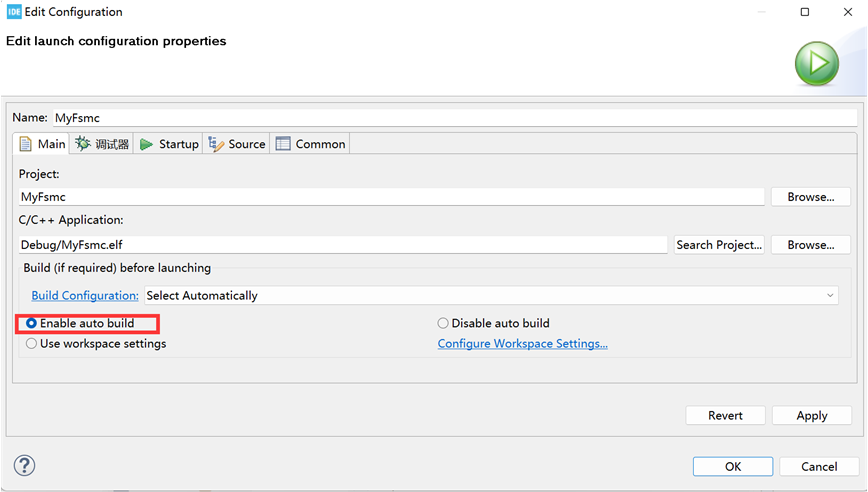 IDE Edit Configuration
Edit launch configuration properties
Name: MyFsmc
Main 调试器 Startup Source Common
Project:
MyFsmc Browse...
C/C++ Application:
Debug/MyFsmc.elf Search Project... Browse...
Build (if required) before launching
Build Configuration: Select Automatically
Enable auto build Disable auto build
Use workspace settings Configure Workspace Settings...
Revert Apply
? OK Cancel